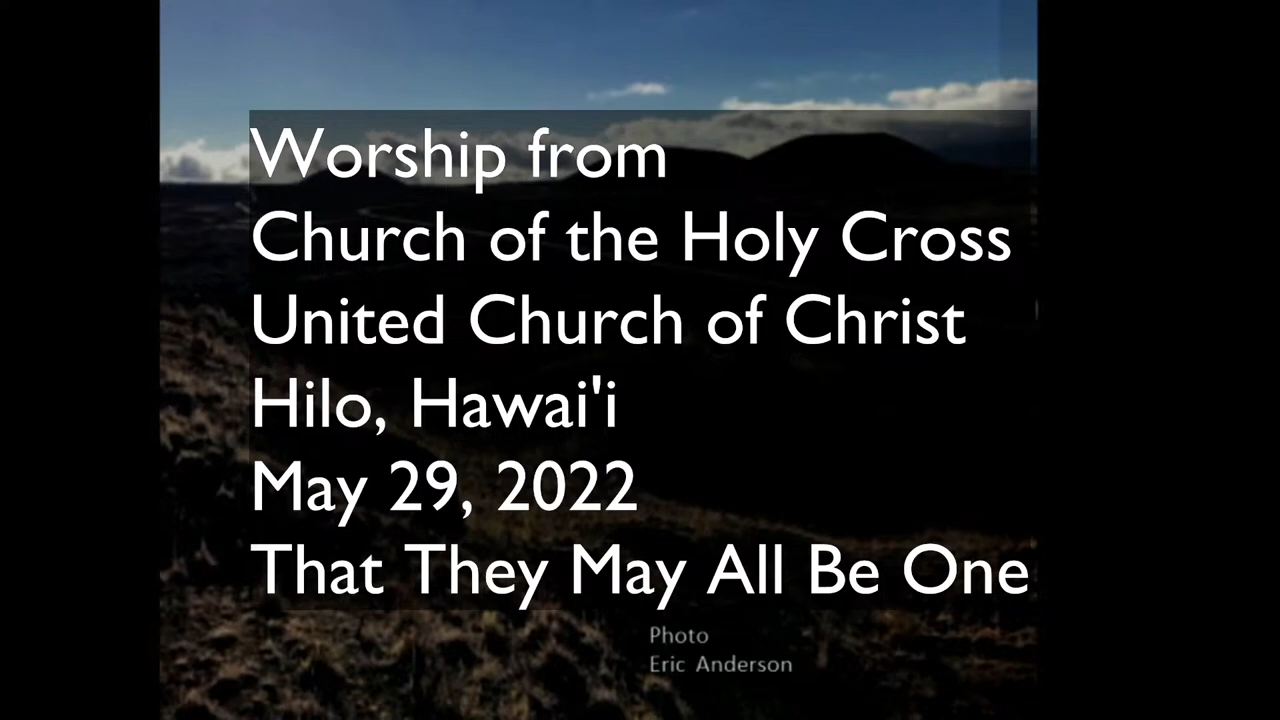 Worship from
Church of the Holy Cross
United Church of Christ
Hilo, Hawai'i
May 29, 2022
That They May All Be One
Photo
Eric Anderson